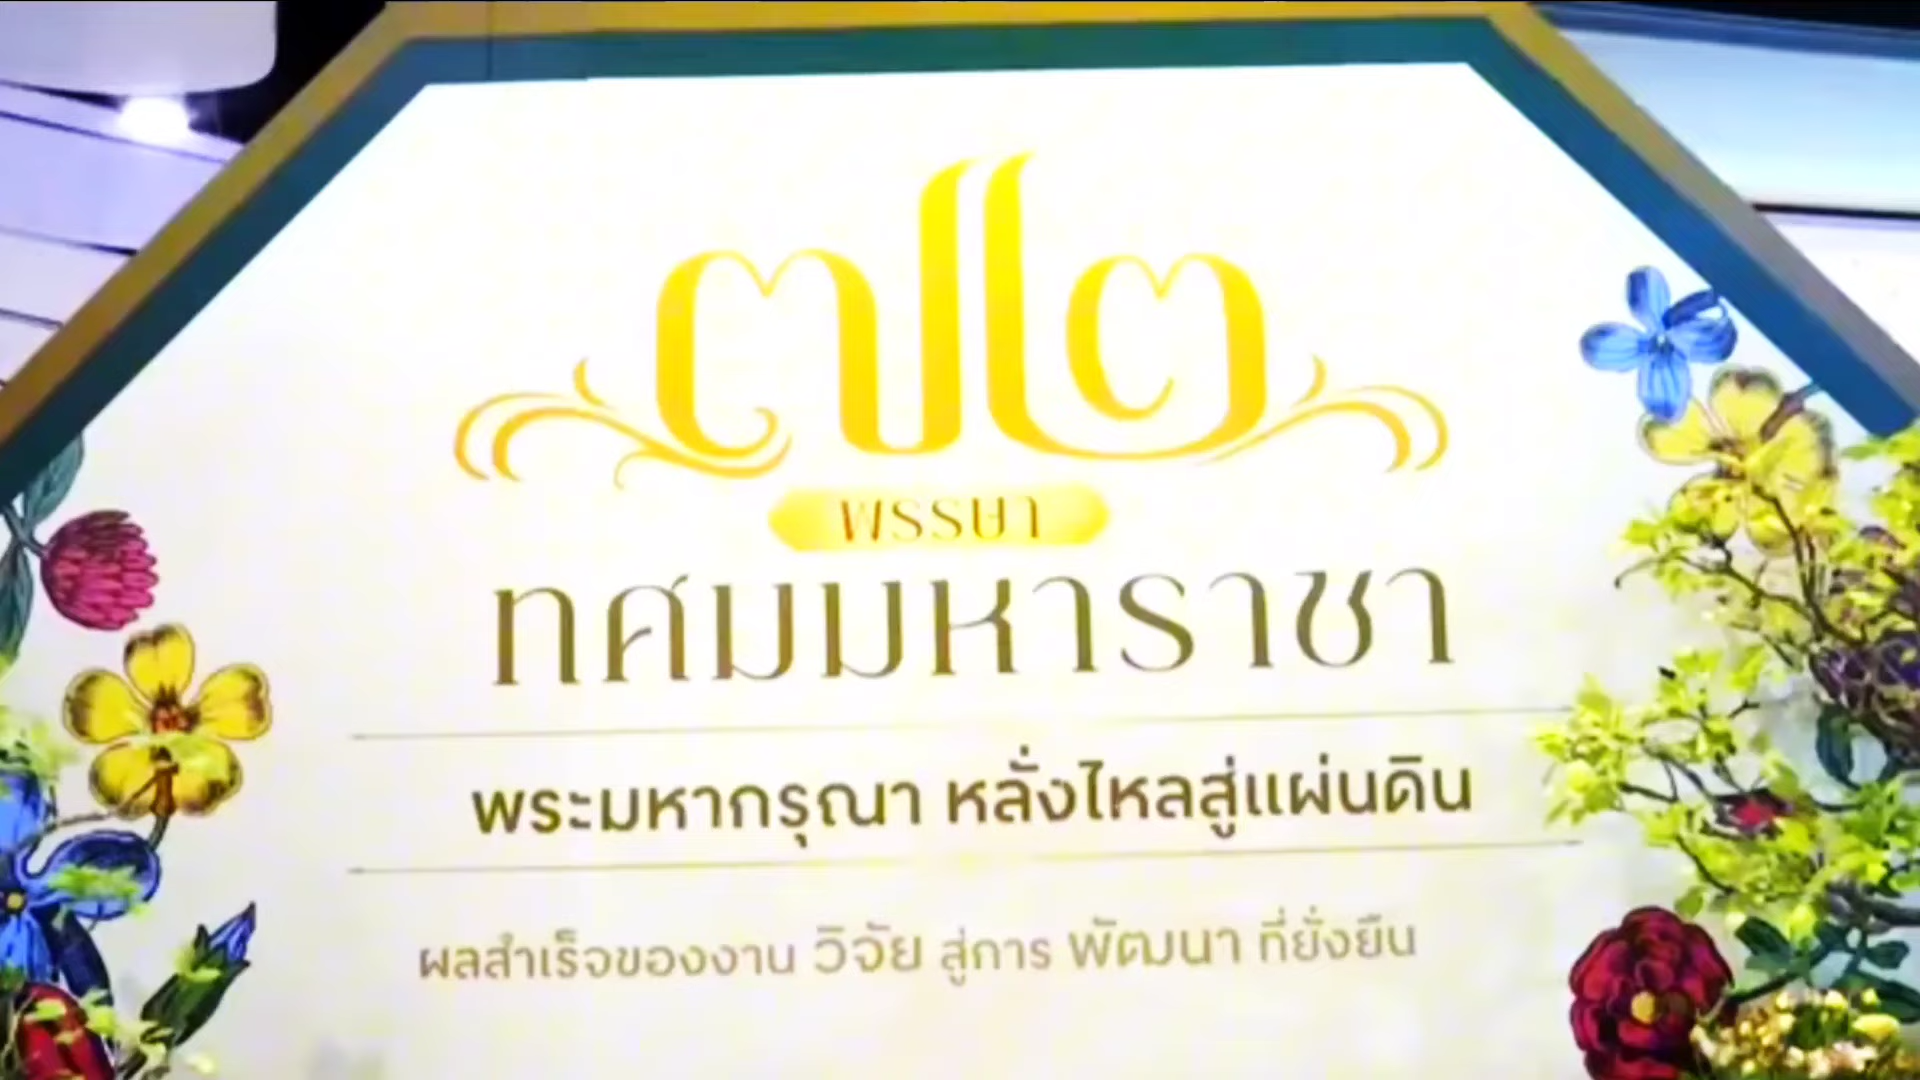 ๗๒
พรรษา
ทศมมหาราชา
พระมหากรุณา หลั่งไหลสู่แผ่นดิน
ผลสำเร็จของงาน วิจัย สู่การ พัฒนา ที่ยั่งยืน